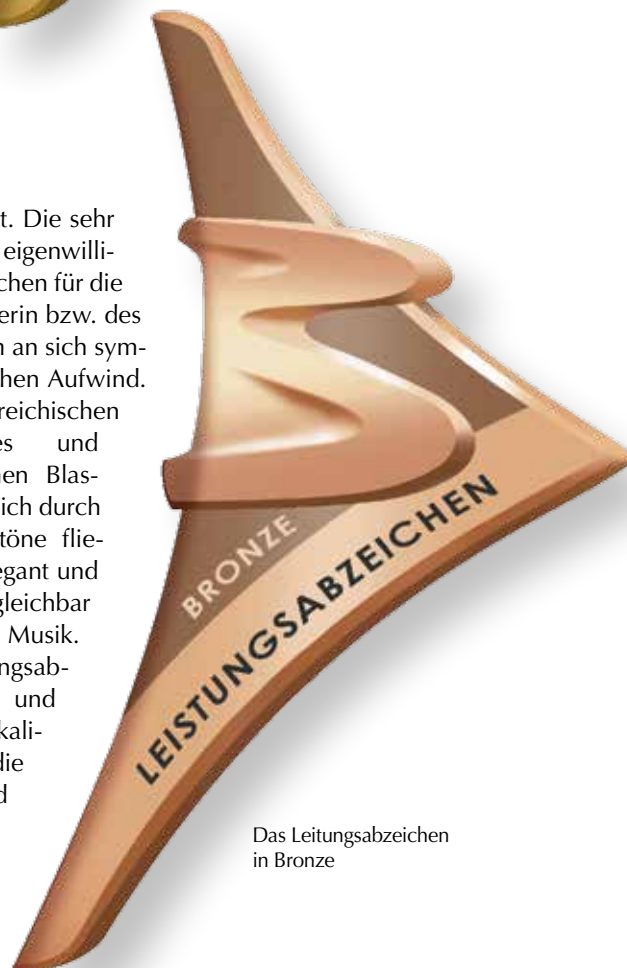 t. Die sehr
eigenwilli-
chen für die
erin bzw. des
n an sich sym-
chen Aufwind.
reichischen
es und
nen Blas-
ich durch
töne flie-
egant und
gleichbar
Musik.
ngsab-
und
kali-
die
d
BRONZE
LEISTUNGSABZEICHEN
Das Leitungsabzeichen
in Bronze